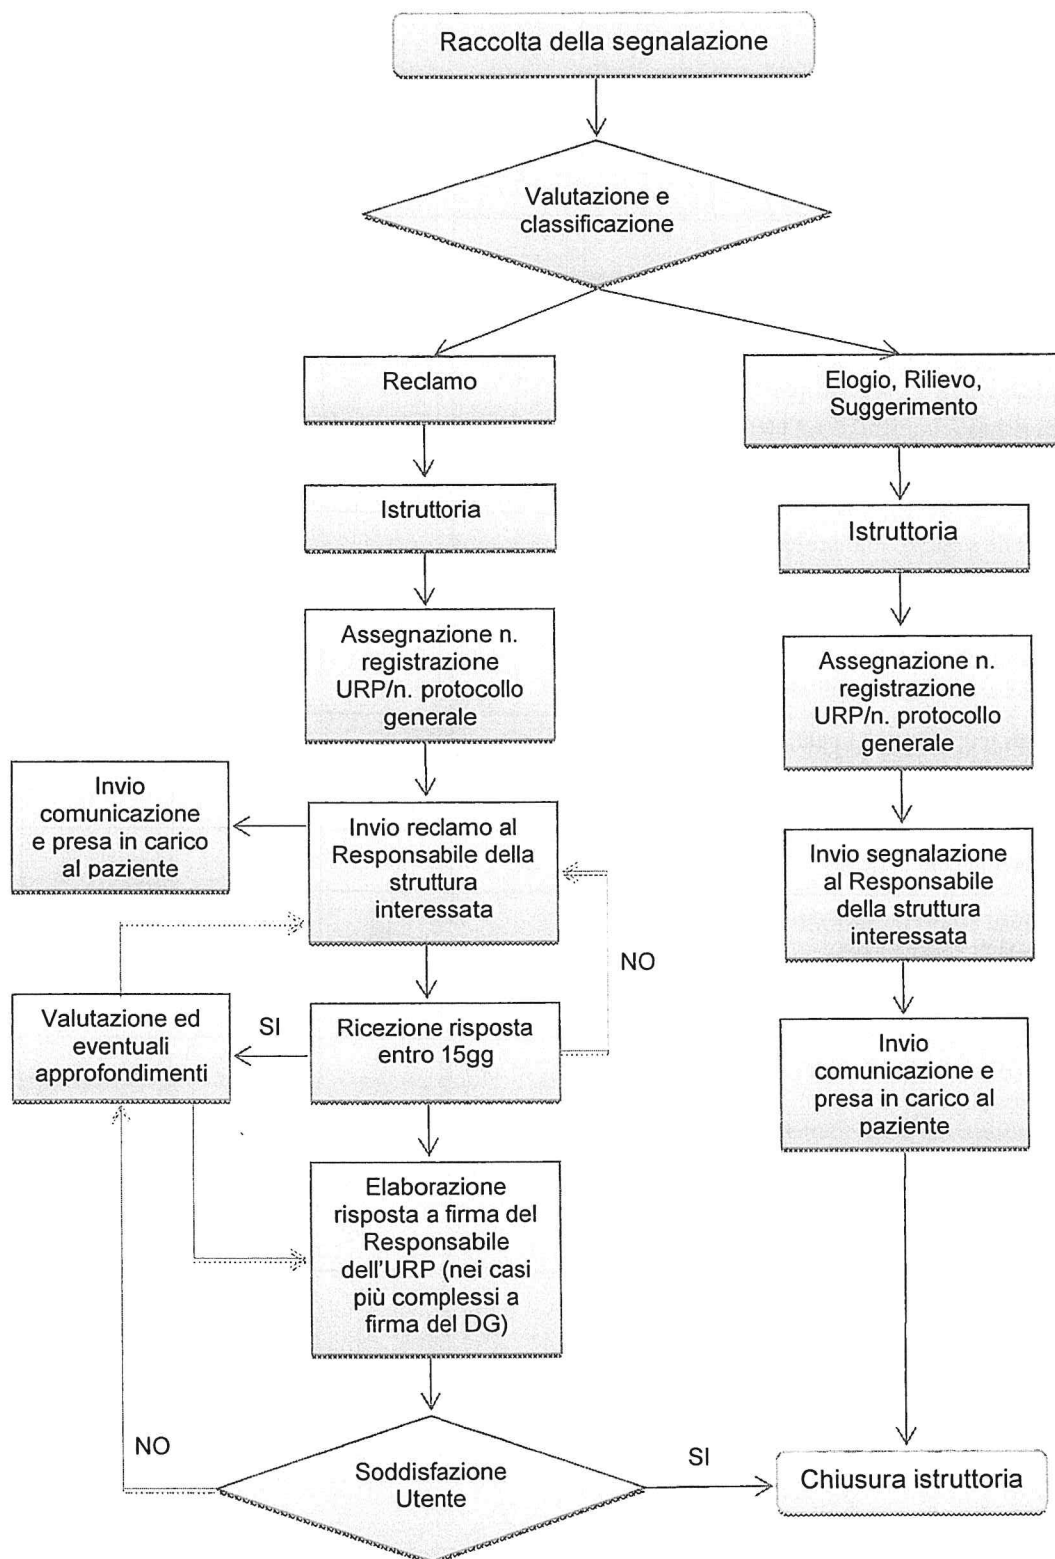 Raccolta della segnalazione
Valutazione e
classificazione
Reclamo
Elogio, Rilievo,
Suggerimento
Istruttoria
Istruttoria
Assegnazione n.
registrazione
URP/n. protocollo
generale
Assegnazione n.
registrazione
URP/n. protocollo
generale
Invio
comunicazione
e presa in carico
al paziente
Invio reclamo al
Responsabile della
struttura
interessata
Invio segnalazione
al Responsabile
della struttura
interessata
NO
Valutazione ed
eventuali
approfondimenti
SI
Ricezione risposta
entro 15gg
Invio
comunicazione e
presa in carico al
paziente
Elaborazione
risposta a firma del
Responsabile
dell'URP (nei casi
più complessi a
firma del DG)
NO
Soddisfazione
Utente
SI
Chiusura istruttoria